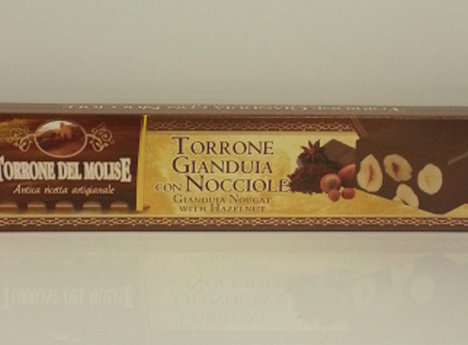 TORRONE DEL MOLISE
Antica ricetta artigianale
TORRONE
GIANDUIA
CON NOCCIOLE
GIANDUIA NOUGAT
WITH HAZELNUT